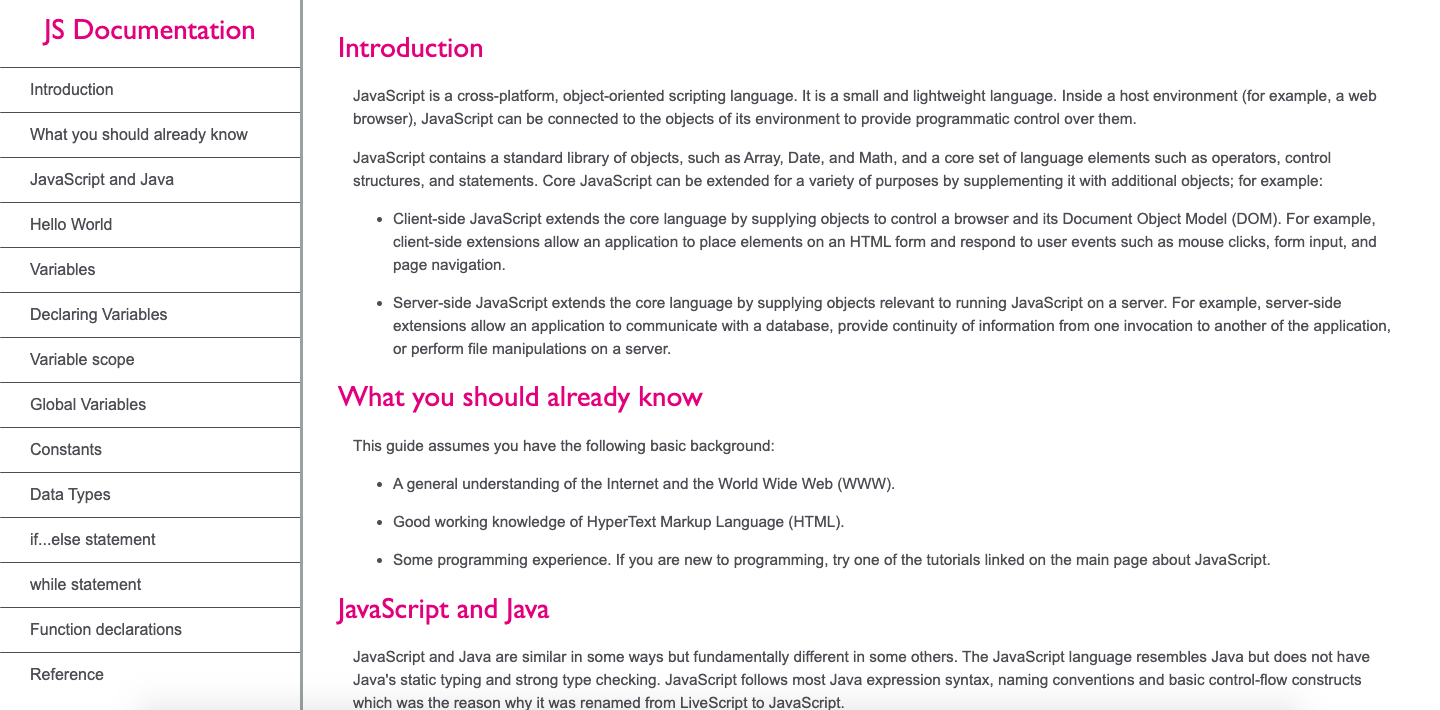 JS Documentation
Introduction
What you should already know
JavaScript and Java
Hello World
Variables
Declaring Variables
Variable scope
Global Variables
Constants
Data Types
if...else statement
while statement
Function declarations
Reference
Introduction
JavaScript is a cross-platform, object-oriented scripting language. It is a small and lightweight language. Inside a host environment (for example, a web
browser), JavaScript can be connected to the objects of its environment to provide programmatic control over them.
JavaScript contains a standard library of objects, such as Array, Date, and Math, and a core set of language elements such as operators, control
structures, and statements. Core JavaScript can be extended for a variety of purposes by supplementing it with additional objects; for example:
• Client-side JavaScript extends the core language by supplying objects to control a browser and its Document Object Model (DOM). For example,
client-side extensions allow an application to place elements on an HTML form and respond to user events such as mouse clicks, form input, and
page navigation.
• Server-side JavaScript extends the core language by supplying objects relevant to running JavaScript on a server. For example, server-side
extensions allow an application to communicate with a database, provide continuity of information from one invocation to another of the application,
or perform file manipulations on a server.
What you should already know
This guide assumes you have the following basic background:
• A general understanding of the Internet and the World Wide Web (WWW).
• Good working knowledge of HyperText Markup Language (HTML).
• Some programming experience. If you are new to programming, try one of the tutorials linked on the main page about JavaScript.
JavaScript and Java
JavaScript and Java are similar in some ways but fundamentally different in some others. The JavaScript language resembles Java but does not have
Java's static typing and strong type checking. JavaScript follows most Java expression syntax, naming conventions and basic control-flow constructs
which was the reason why it was renamed from LiveScript to JavaScript.